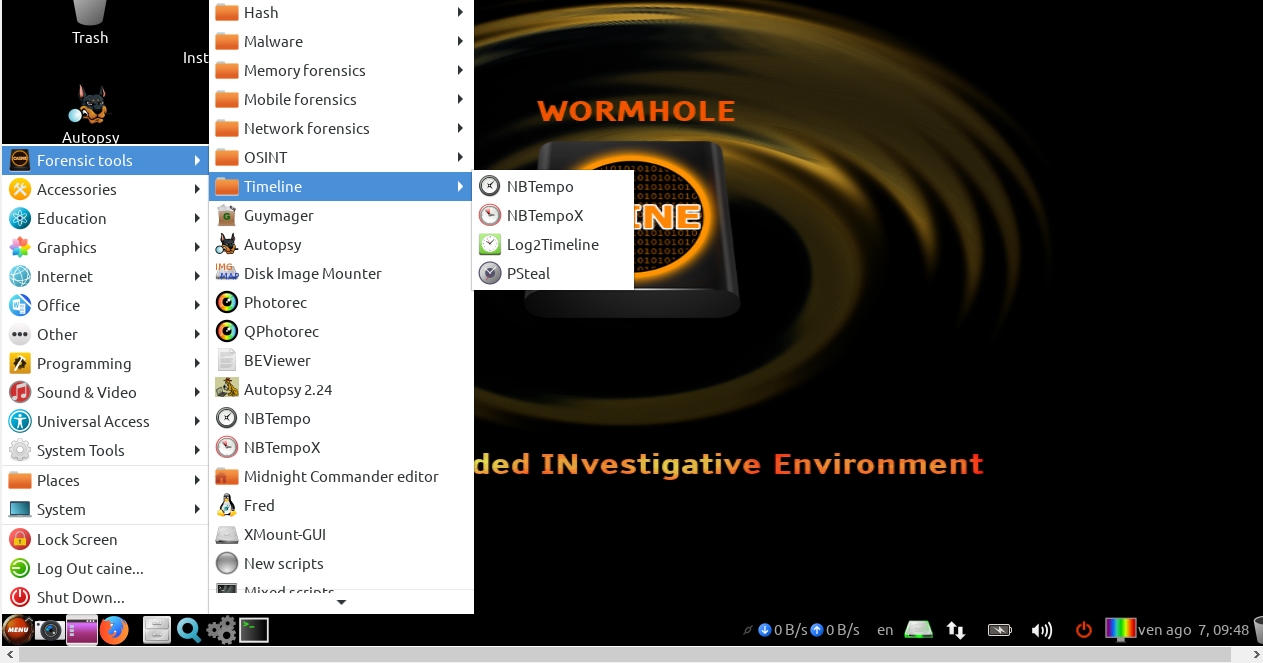 Trash
Inst
Autopsy
Forensic tools
Accessories
Education
Graphics
Internet
Office
Other
Programming
Sound & Video
Universal Access
System Tools
Places
System
Lock Screen
Log Out caine...
Shut Down...
Hash
Malware
Memory forensics
Mobile forensics
Network forensics
OSINT
Timeline
Guymager
Autopsy
Disk Image Mounter
Photorec
QPhotorec
BEViewer
Autopsy 2.24
NBTempo
NBTempoX
Midnight Commander editor
Fred
XMount-GUI
New scripts
Mixed scripts
NBTempo
NBTempoX
Log2Timeline
PSteal
WORMHOLE
INE
ded INvestigative Environment
MENU
0 B/s 0 B/s en ven ago 7, 09:48